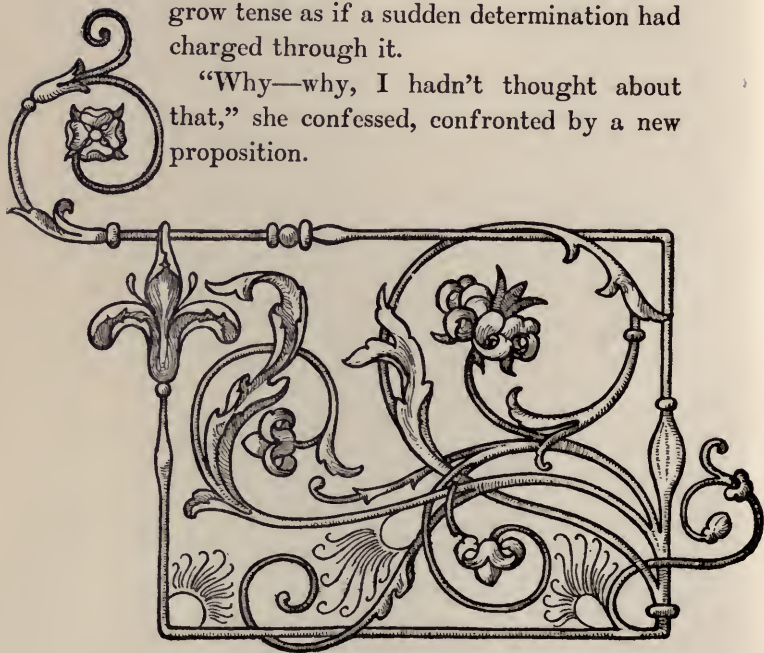 grow tense as if a sudden determination had
charged through it.
“Why—why, I hadn't thought about
that,” she confessed, confronted by a new
proposition.